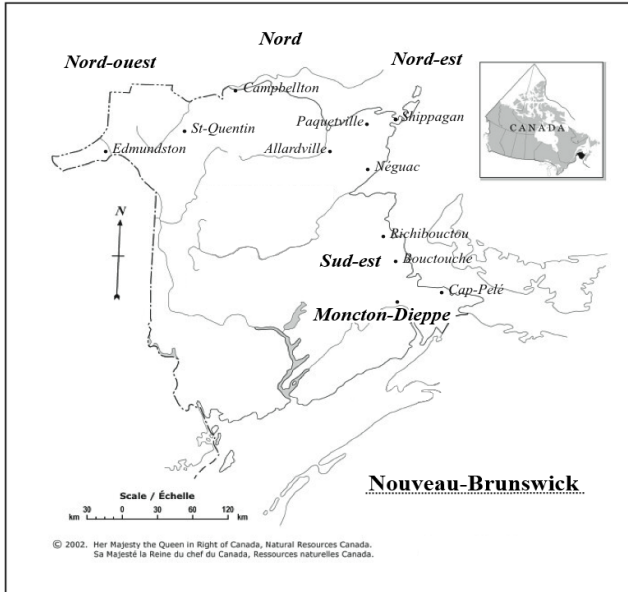 Nord
Nord-ouest
Nord-est
Campbellton
CANADA
Shippagan
Paquetville
St-Quentin
Edmundston
Allardville
Néguac
N
Richibouctou
Sud-est
Bouctouche
Cap-Pelé
Moncton-Dieppe
Nouveau-Brunswick
Scale / Échelle
30 0 30 60 120
km km
© 2002. Her Majesty the Queen in Right of Canada, Natural Resources Canada.
Sa Majesté la Reine du chef du Canada, Ressources naturelles Canada.